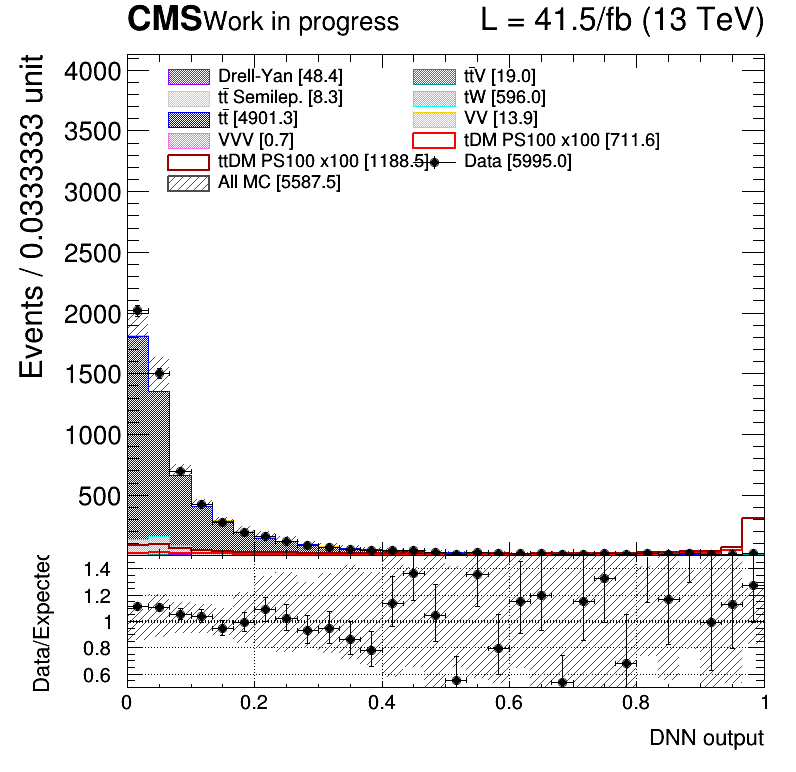 CMS Work in progress L = 41.5/fb (13 TeV)
Events / 0.0333333 unit
4000
3500
3000
2500
2000
1500
1000
500
Drell-Yan [48.4]
tt̄V [19.0]
tt̄ Semilep. [8.3]
tW [596.0]
tt̄ [4901.3]
VV [13.9]
VVV [0.7]
tDM PS100 x100 [711.6]
ttDM PS100 x100 [1188.5]
Data [5995.0]
All MC [5587.5]
Data/Expected
1.4
1.2
1
0.8
0.6
0 0.2 0.4 0.6 0.8 1
DNN output